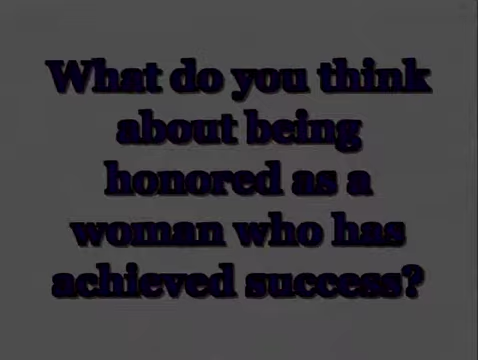 What do you think
about being
honored as a
woman who has
achieved success?